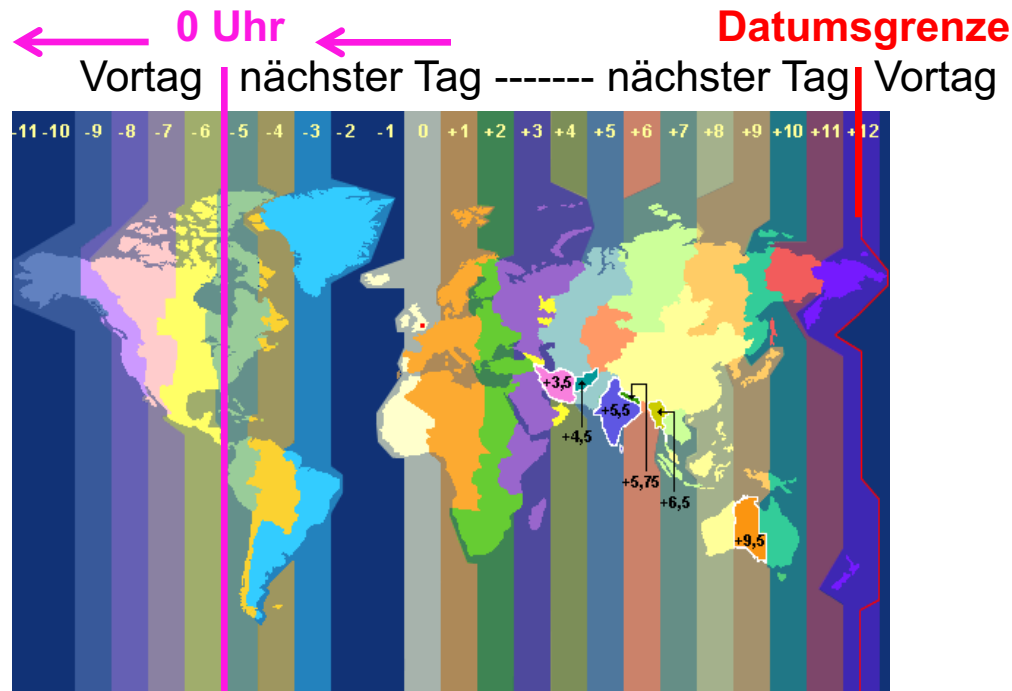 0 Uhr Datumsgrenze
Vortag nächster Tag ------- nächster Tag Vortag
-11 -10 -9 -8 -7 -6 -5 -4 -3 -2 -1 0 +1 +2 +3 +4 +5 +6 +7 +8 +9 +10 +11 +12
+3,5
+5,5
+4,5
+5,75
+6,5
+9,5